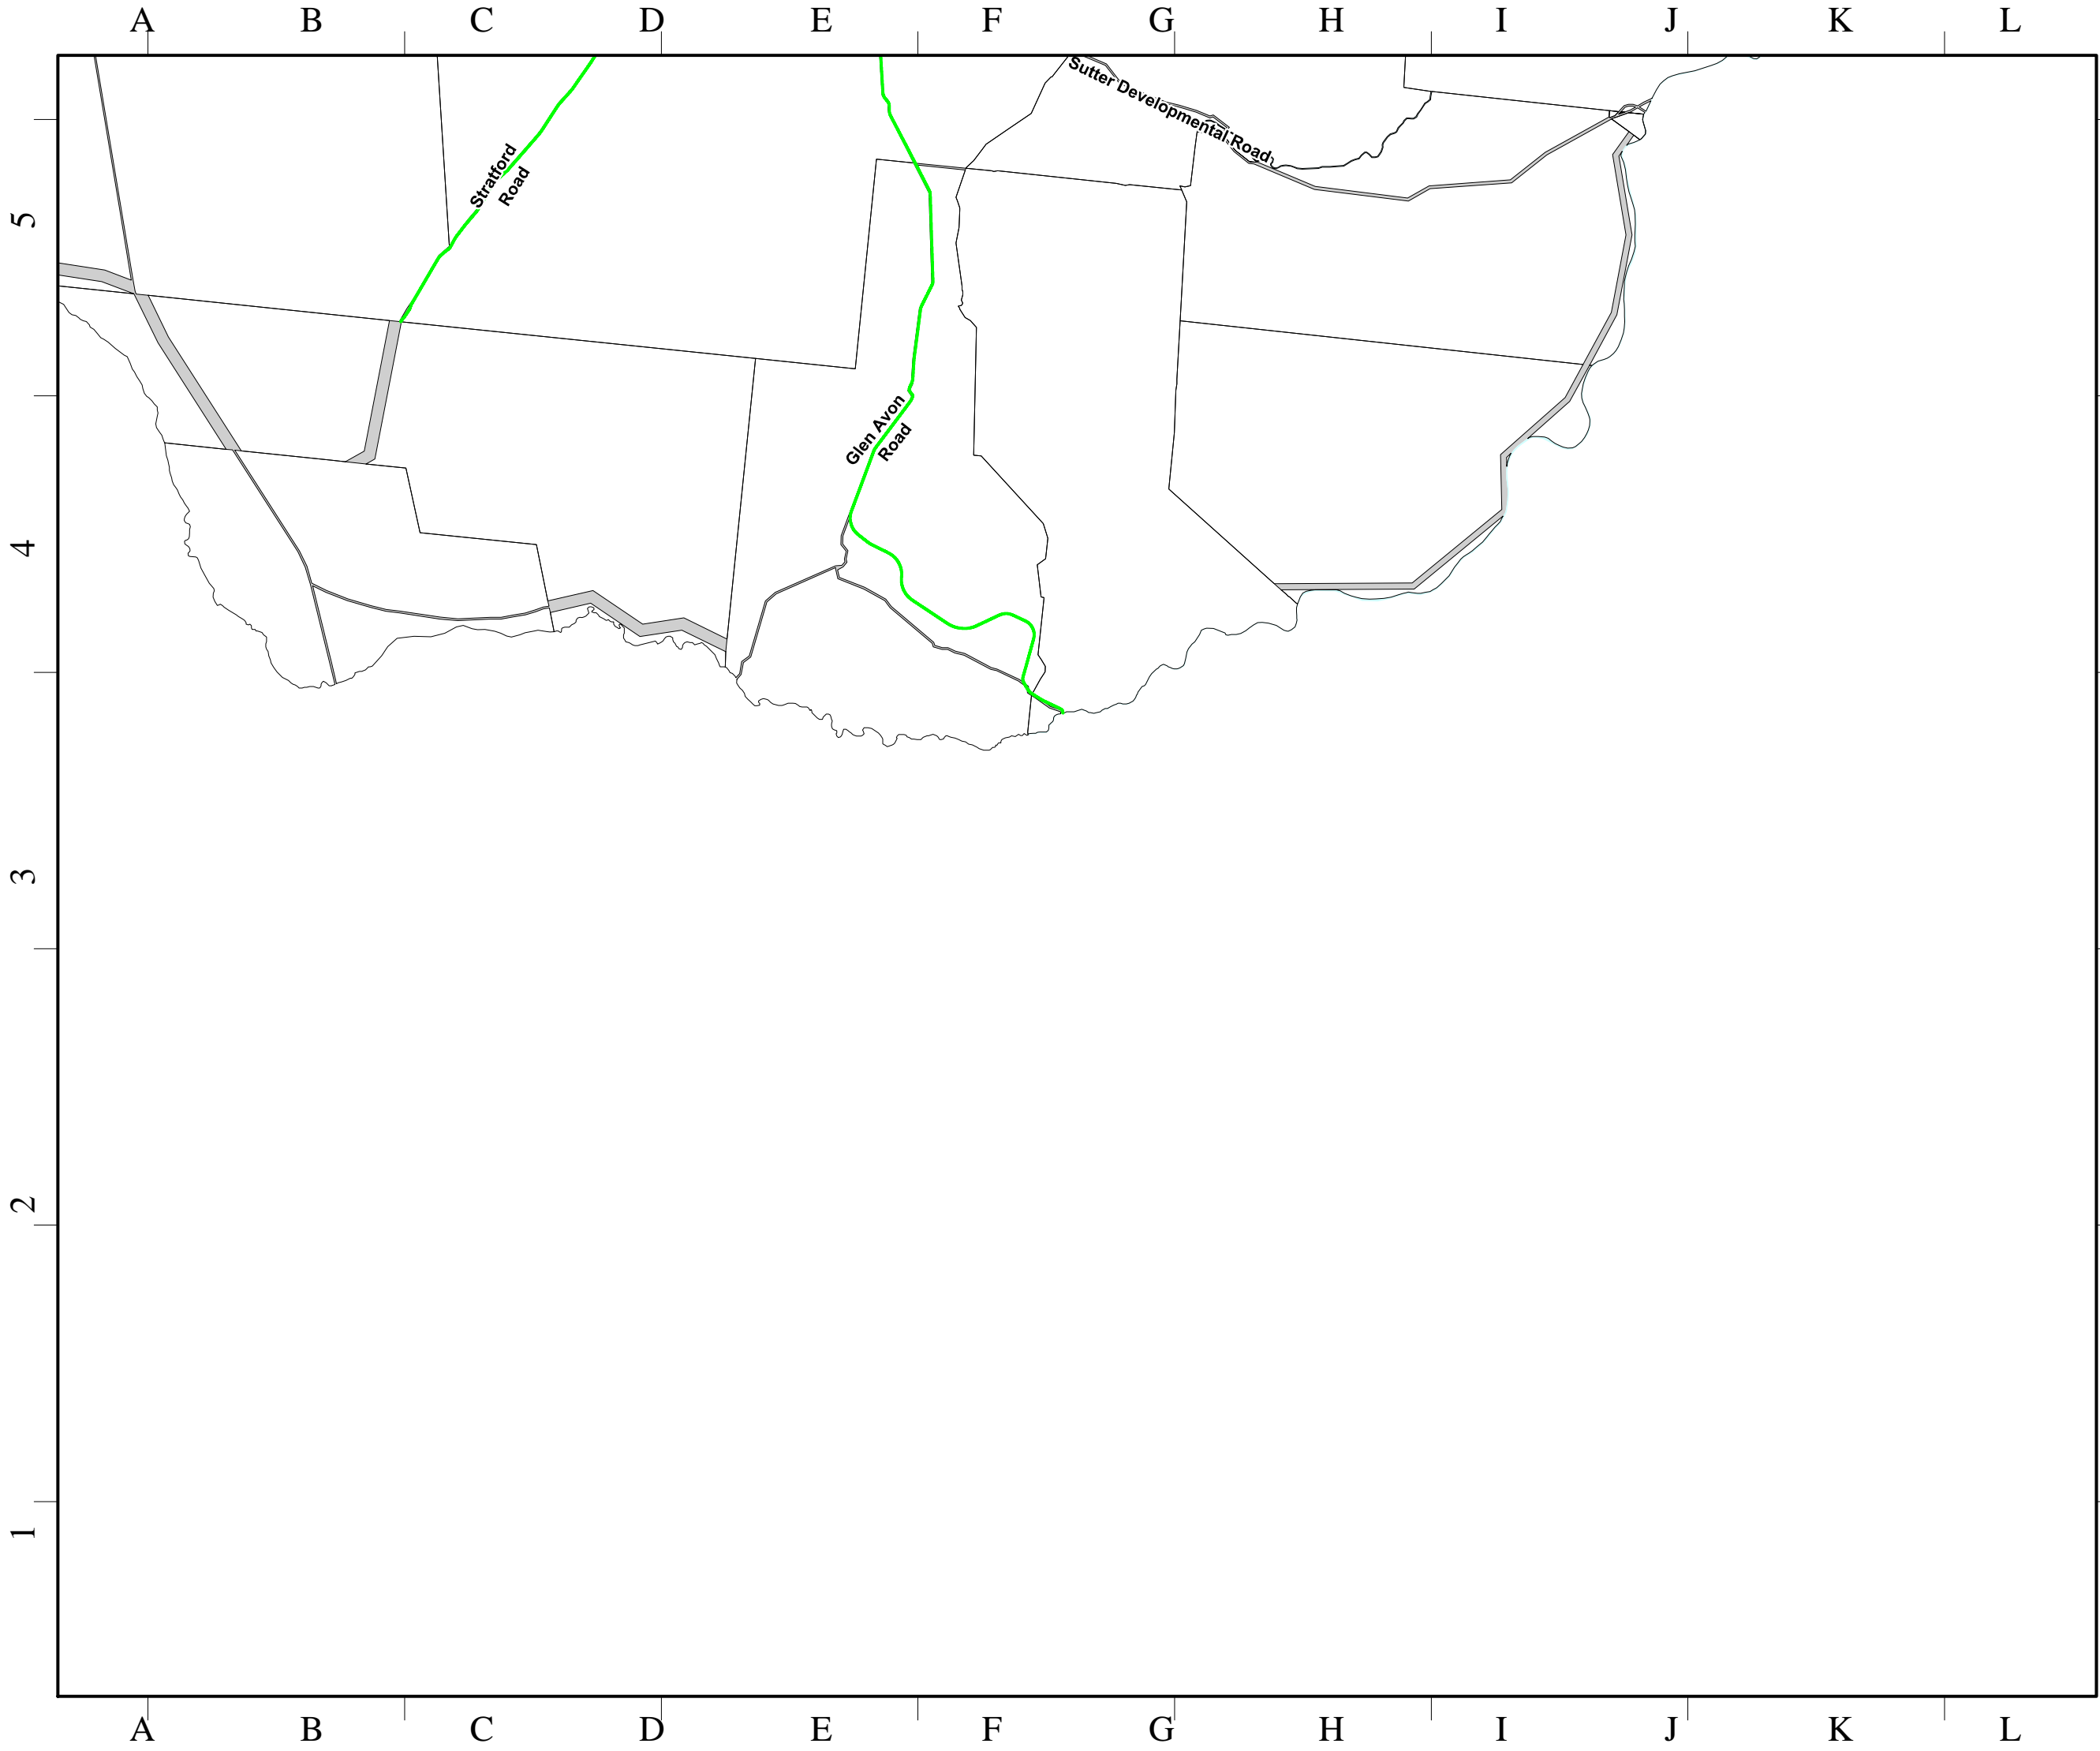 A B C D E F G H I J K L
Sutter Developmental Road
Stratford
Road
5
Glen Avon
Road
4
3
2
1
A B C D E F G H I J K L